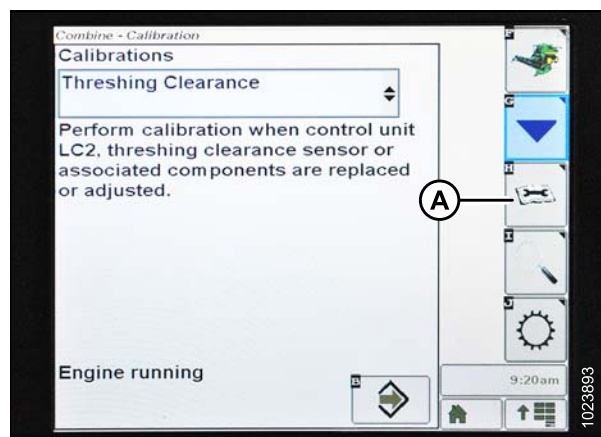 Combine - Calibration
Calibrations
Threshing Clearance
Perform calibration when control unit
LC2, threshing clearance sensor or
associated components are replaced
or adjusted.
Engine running
B
F
G
H
I
J
A
9:20am
1023893